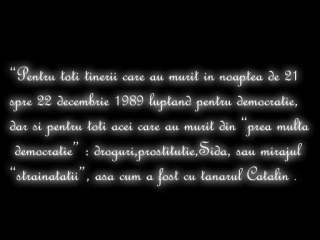 “Pentru toti tinerii care au murit in noaptea de 21
spre 22 decembrie 1989 luptand pentru democratie,
dar si pentru toti acei care au murit din “prea multa
democratie” : droguri,prostitutie,Sida, sau mirajul
“strainatatii”, asa cum a fost cu tanarul Catalin .